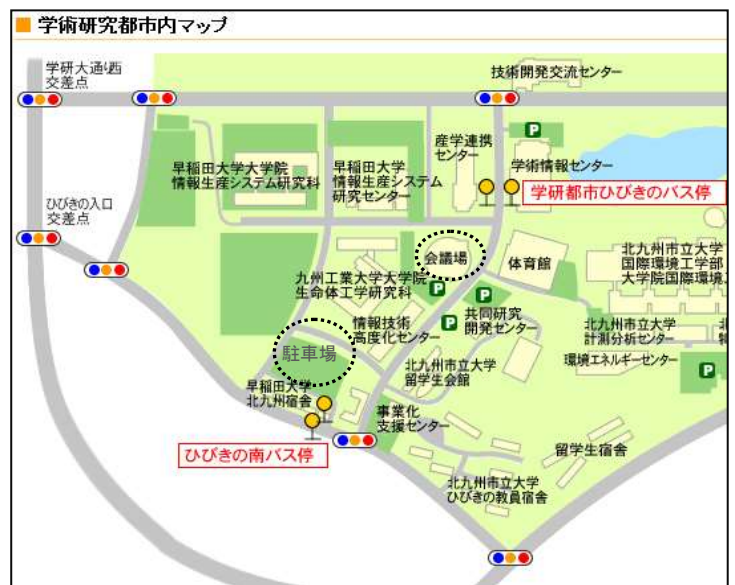 学術研究都市内マップ
学研大通り西
交差点
技術開発交流センター
産学連携
センター
P
早稲田大学大学院
情報生産システム研究科
早稲田大学
情報生産システム
研究センター
学術情報センター
学研都市ひびきのバス停
ひびきの入口
交差点
会議場
体育館
北九州市立大学
国際環境工学部
大学院国際環境
九州工業大学大学院
生命体工学研究科
P
P
情報技術
高度化センター
P
共同研究
開発センター
北九州市立大学
計測分析センター
駐車場
北九州市立大学
留学生会館
環境エネルギーセンター
P
早稲田大学
北九州宿舎
事業化
支援センター
ひびきの南バス停
留学生宿舎
北九州市立大学
ひびきの教員宿舎